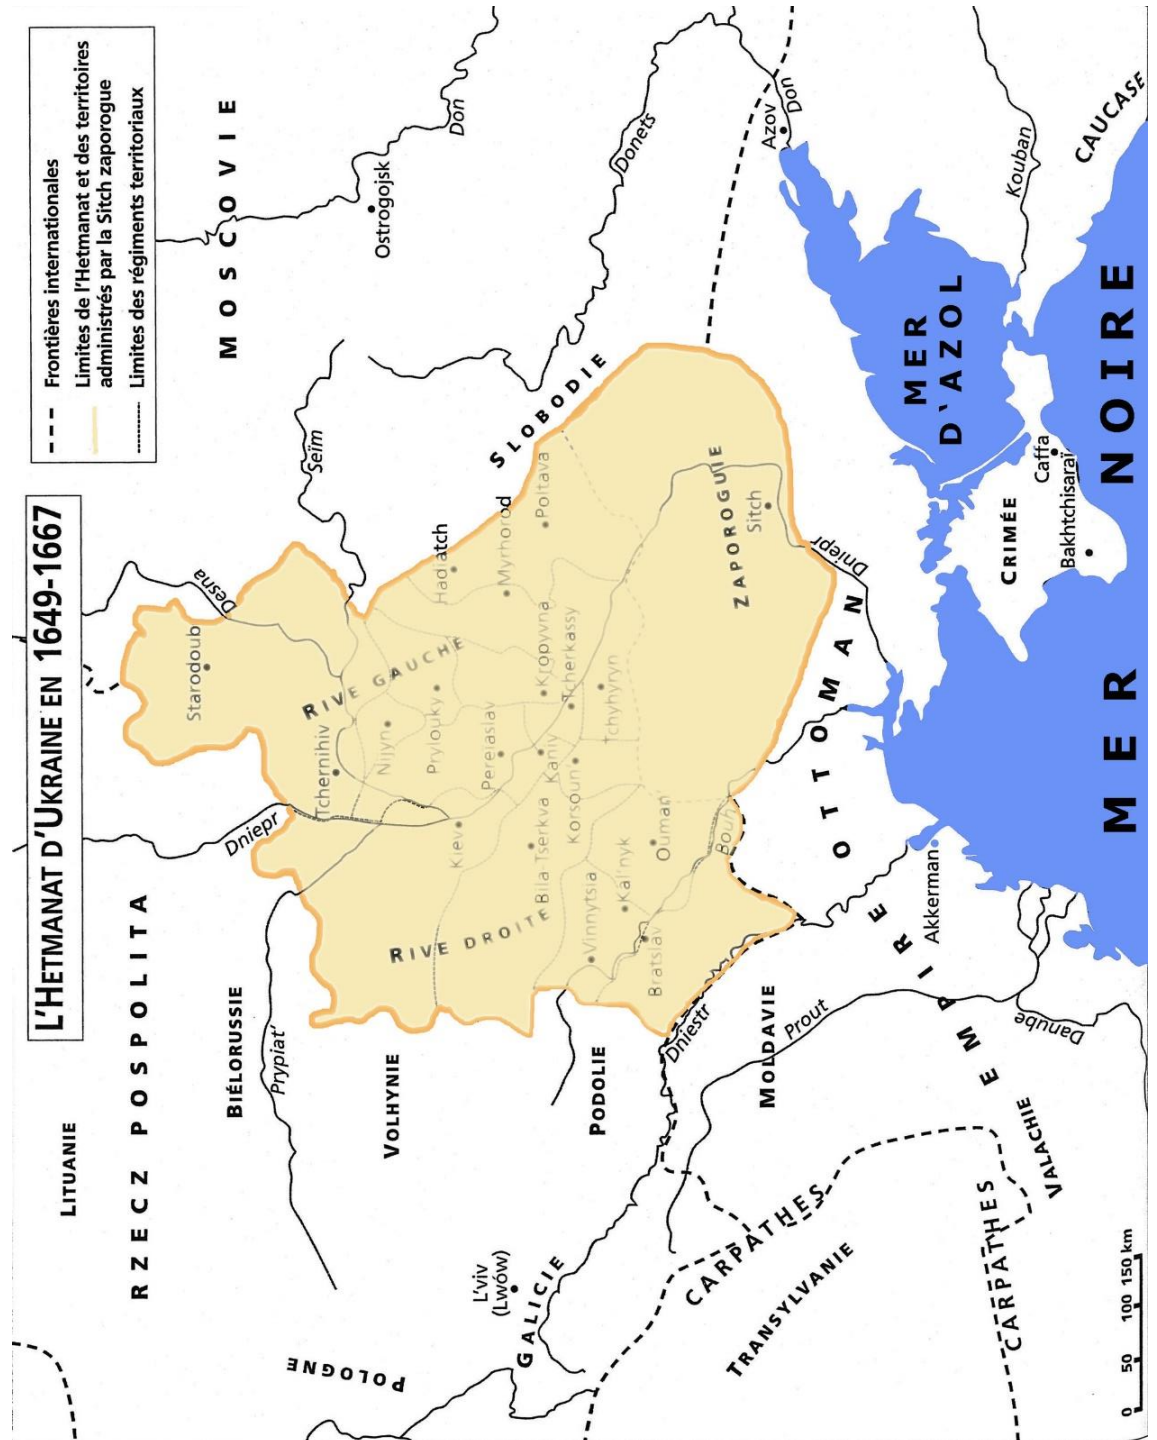 L'HETMANAT D'UKRAINE EN 1649-1667
Frontières internationales
Limites de l'Hetmanat et des territoires
administrés par la Sitch zaporogue
Limites des régiments territoriaux
LITUANIE
RZECZ POSPOLITA
MOSCOVIE
BIÉLORUSSIE
Prypiat'
Dniepr
Desna
Starodoub
Seïm
Ostrogojsk
Don
POLOGNE
VOLHYNIE
RIVE GAUCHE
Tchernihiv
Nijyn
Prylouky
Hadiatch
Myrhorod
Poltava
SLOBODIE
Donets
L'viv
(Lwów)
GALICIE
RIVE DROITE
Kiev
Pereiaslav
Bila Tserkva
Kaniv
Kropyvna
Tcherkassy
Korsoun
Tchyhyryn
PODOLIE
Vinnytsia
Kal'nyk
Bratslav
Ouman'
Bouh
ZAPOROGUIE
Sitch
Dniepr
Azov
Don
Dniestr
MOLDAVIE
Prout
CARPATHES
TRANSYLVANIE
EMPIRE OTTOMAN
Akkerman
Danube
VALACHIE
CARPATHES
MER
D'AZOL
Kouban
CAUCASE
CRIMÉE
Caffa
Bakhtchisaraï
MER NOIRE
0 50 100 150 km